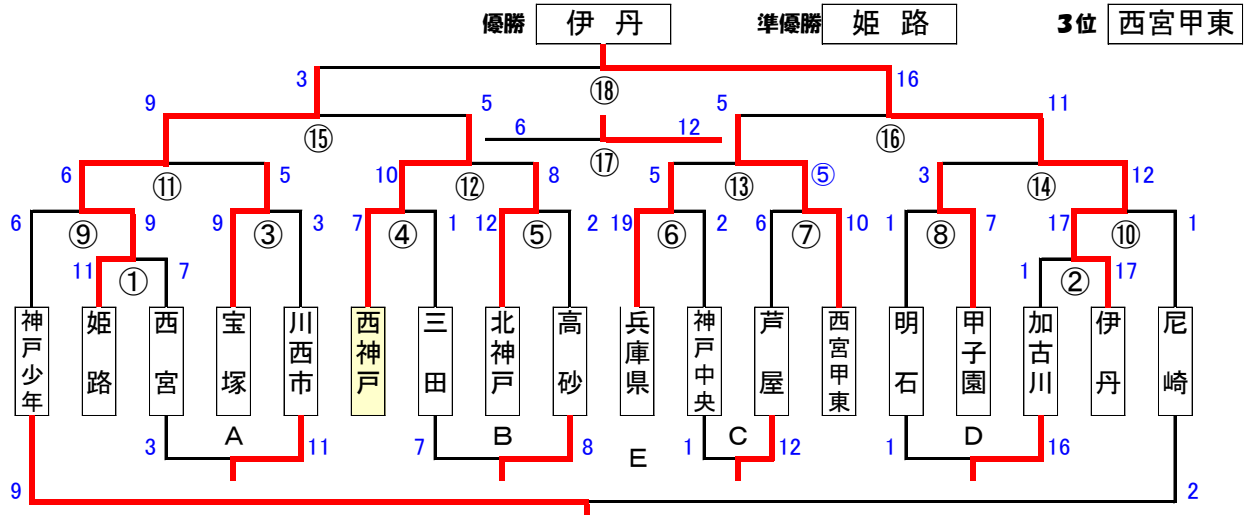 優勝 伊丹 準優勝 姫路 3位 西宮甲東
3 ⑱ 16
9 ⑮ 5 6 ⑰ 12 5 ⑯ 11
6 ⑪ 5 10 ⑫ 8 5 ⑬ ⑤ 3 ⑭ 12
6 ⑨ 9 9 ③ 3 7 ④ 1 12 ⑤ 2 19 ⑥ 2 6 ⑦ 10 1 ⑧ 7 17 ⑩ 1
11 ① 7 1 ② 17
神戸少年 姫路 西宮 宝塚 川西市 西神戸 三田 北神戸 高砂 兵庫県 神戸中央 芦屋 西宮甲東 明石 甲子園 加古川 伊丹 尼崎
3 A 11 7 B 8 E 1 C 12 1 D 16
9 2